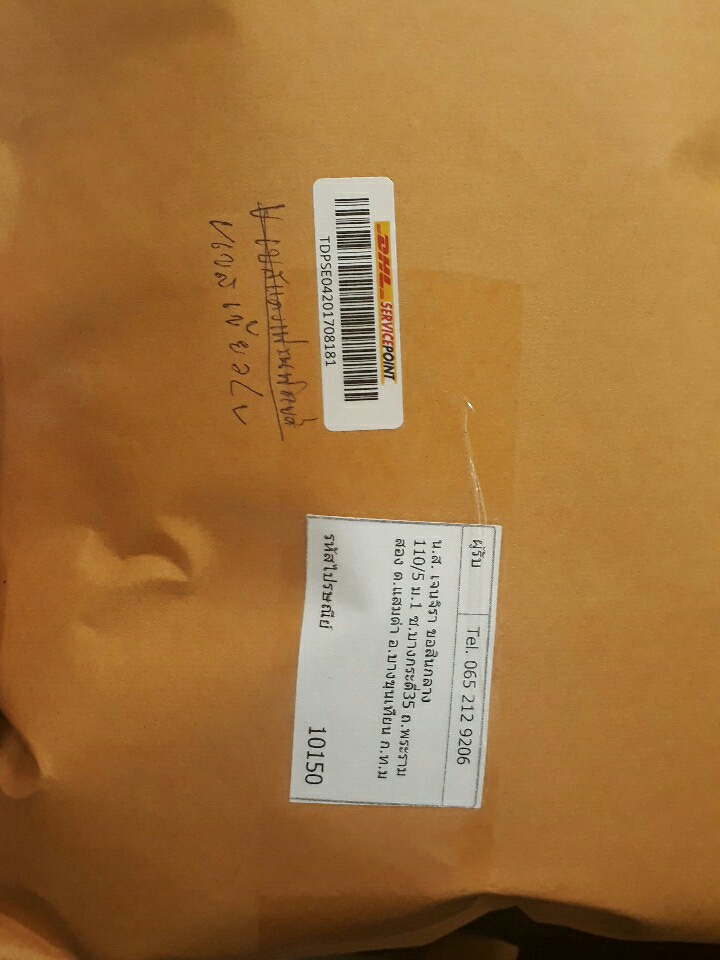 DHL SERVICEPOINT
TDPSE04201708181
ผู้รับ Tel. 065 212 9206
น.ส. เจนจิรา ขอสินกลาง
110/5 ม.1 ซ.บางกระดี่35 ถ.พระราม
สอง ต.แสมดำ อ.บางขุนเทียน ก.ท.ม
รหัสไปรษณีย์ 10150